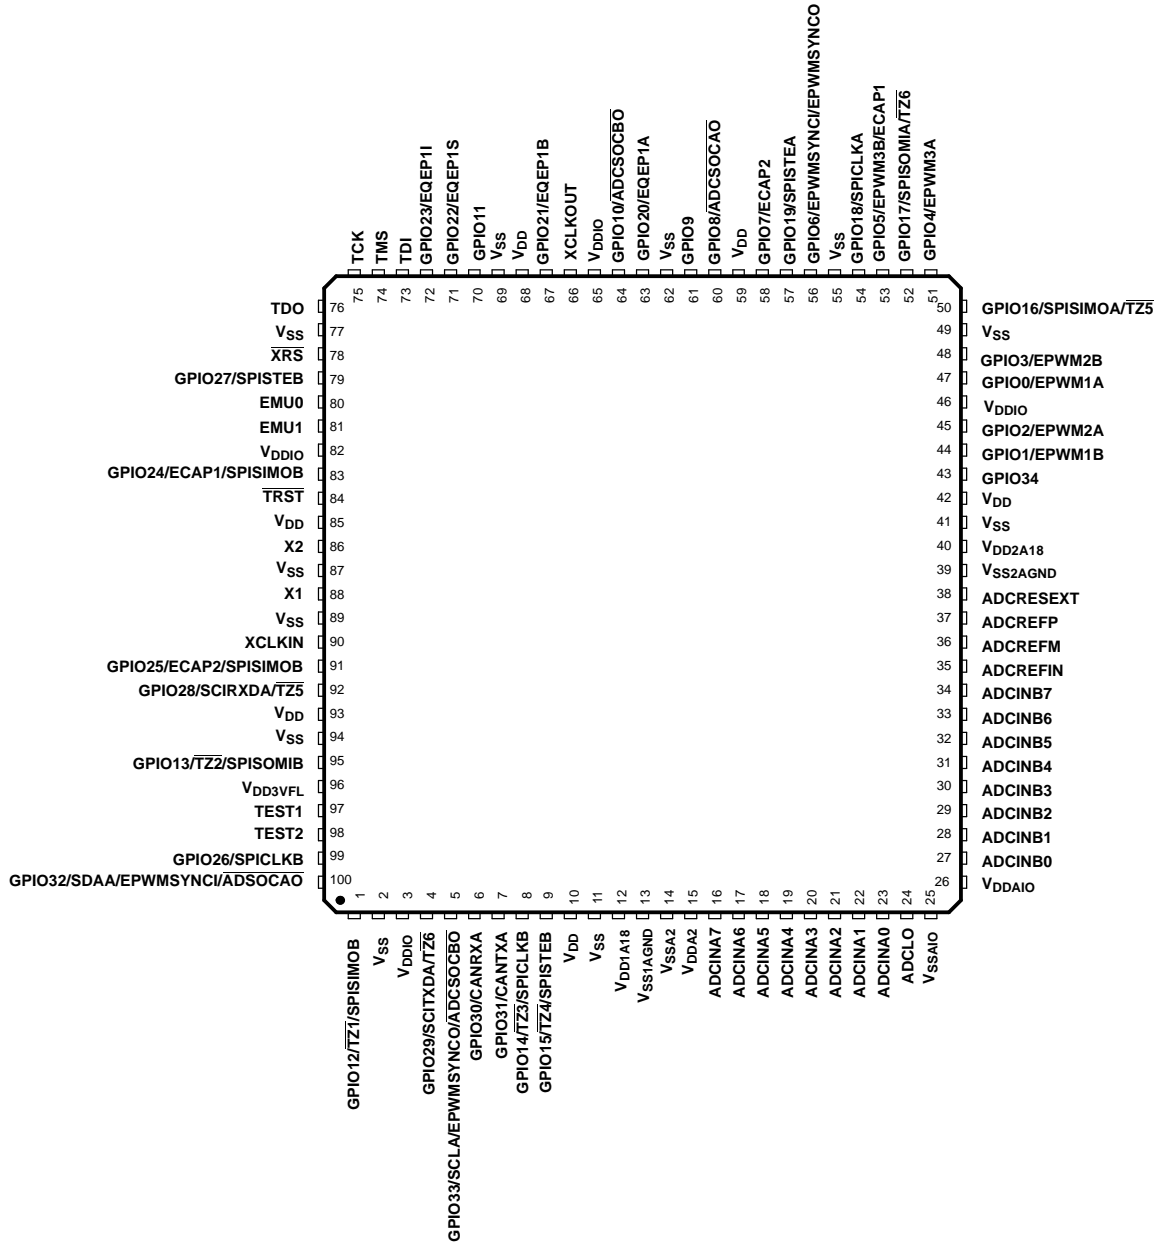 TCK
TMS
TDI
GPIO23/EQEP1I
GPIO22/EQEP1S
GPIO11
VSS
VDD
GPIO21/EQEP1B
XCLKOUT
VDDIO
GPIO10/ADCSOCBO
GPIO20/EQEP1A
VSS
GPIO9
GPIO8/ADCSOCAO
VDD
GPIO7/ECAP2
GPIO19/SPISTEA
GPIO6/EPWMSYNCI/EPWMSYNCO
VSS
GPIO18/SPICLKA
GPIO5/EPWM3B/ECAP1
GPIO17/SPISOMIA/TZ6
GPIO4/EPWM3A
75
74
73
72
71
70
69
68
67
66
65
64
63
62
61
60
59
58
57
56
55
54
53
52
51
TDO 76
VSS 77
XRS 78
GPIO27/SPISTEB 79
EMU0 80
EMU1 81
VDDIO 82
GPIO24/ECAP1/SPISIMOB 83
TRST 84
VDD 85
X2 86
VSS 87
X1 88
VSS 89
XCLKIN 90
GPIO25/ECAP2/SPISIMOB 91
GPIO28/SCIRXDA/TZ5 92
VDD 93
VSS 94
GPIO13/TZ2/SPISOMIB 95
VDD3VFL 96
TEST1 97
TEST2 98
GPIO26/SPICLKB 99
GPIO32/SDAA/EPWMSYNCI/ADSOCAO 100
50 GPIO16/SPISIMOA/TZ5
49 VSS
48 GPIO3/EPWM2B
47 GPIO0/EPWM1A
46 VDDIO
45 GPIO2/EPWM2A
44 GPIO1/EPWM1B
43 GPIO34
42 VDD
41 VSS
40 VDD2A18
39 VSS2AGND
38 ADCRESEXT
37 ADCREFP
36 ADCREFM
35 ADCREFIN
34 ADCINB7
33 ADCINB6
32 ADCINB5
31 ADCINB4
30 ADCINB3
29 ADCINB2
28 ADCINB1
27 ADCINB0
26 VDDAIO
1
2
3
4
5
6
7
8
9
10
11
12
13
14
15
16
17
18
19
20
21
22
23
24
25
GPIO12/TZ1/SPISIMOB
VSS
VDDIO
GPIO29/SCITXDA/TZ6
GPIO33/SCLA/EPWMSYNCO/ADCSOCBO
GPIO30/CANRXA
GPIO31/CANTXA
GPIO14/TZ3/SPICLKB
GPIO15/TZ4/SPISTEB
VDD
VSS
VDD1A18
VSS1AGND
VSSA2
VDDA2
ADCINA7
ADCINA6
ADCINA5
ADCINA4
ADCINA3
ADCINA2
ADCINA1
ADCINA0
ADCLO
VSSAIO